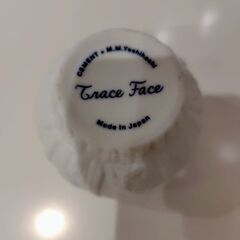 CEMENT • M.M.Yoshihashi
Trace Face
Made in Japan